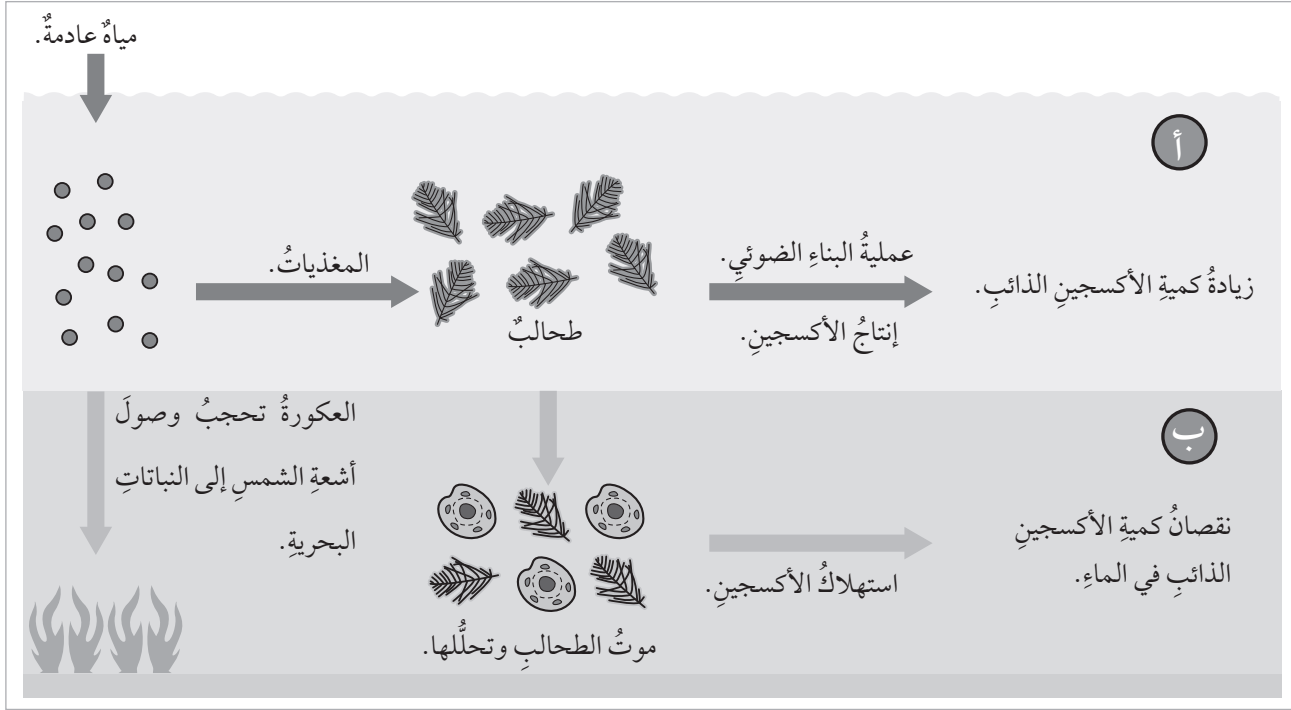 مياهٌ عادمةٌ.
أ
المغذياتُ.
طحالبٌ
عمليةُ البناءِ الضوئيِ.
إنتاجُ الأكسجينِ.
زيادةُ كميةِ الأكسجينِ الذائبِ.
ب
العكورةُ تحجبُ وصولَ
أشعةِ الشمسِ إلى النباتاتِ
البحريةِ.
موتُ الطحالبِ وتحلُّلها.
استهلاكُ الأكسجينِ.
نقصانُ كميةِ الأكسجينِ
الذائبِ في الماءِ.